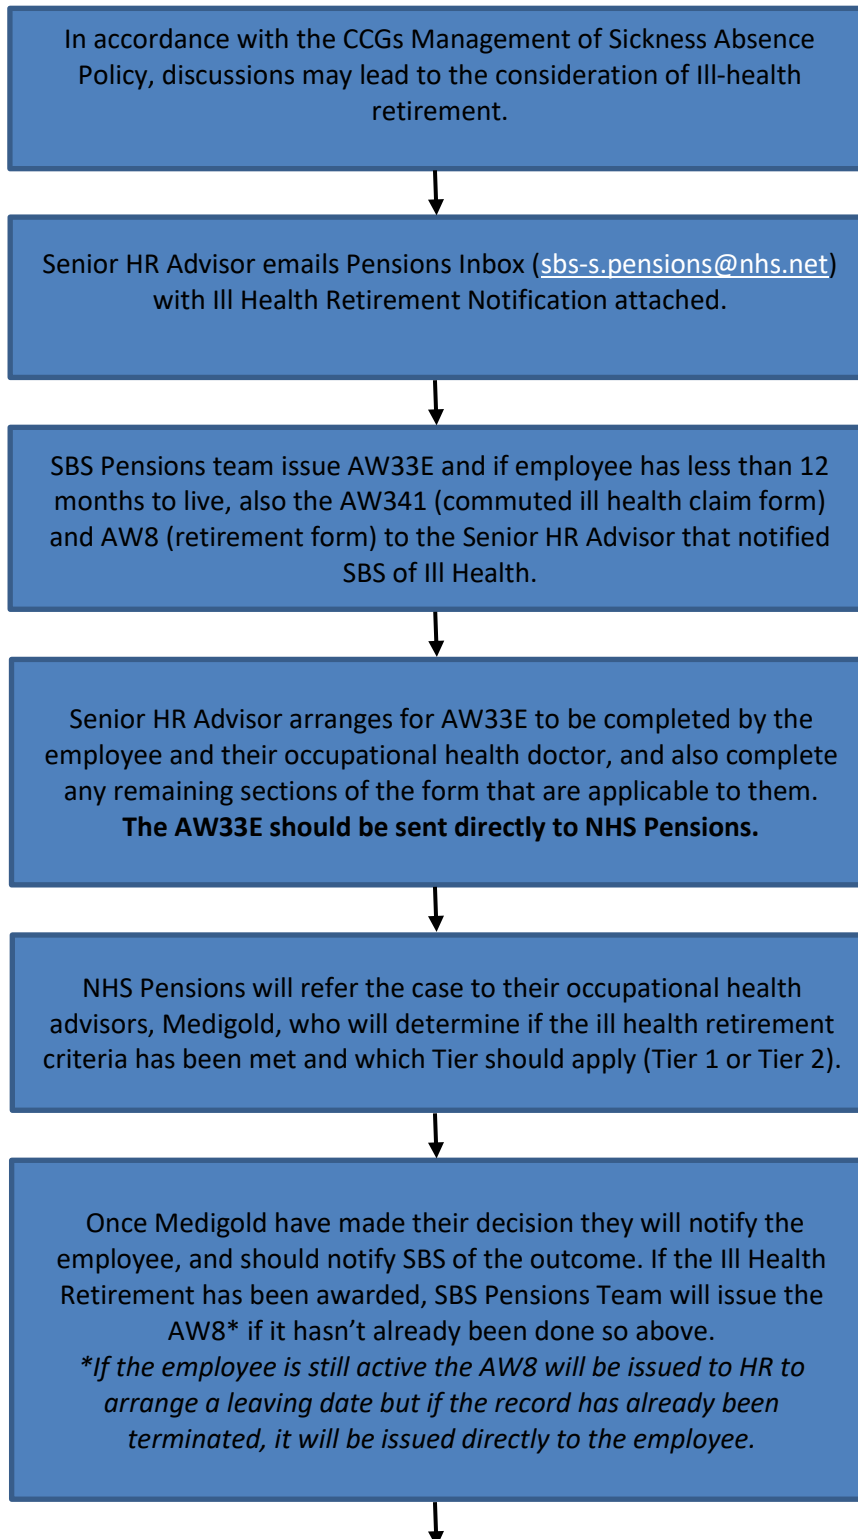 In accordance with the CCGs Management of Sickness Absence
Policy, discussions may lead to the consideration of Ill-health
retirement.
Senior HR Advisor emails Pensions Inbox (sbs-s.pensions@nhs.net)
with Ill Health Retirement Notification attached.
SBS Pensions team issue AW33E and if employee has less than 12
months to live, also the AW341 (commuted ill health claim form)
and AW8 (retirement form) to the Senior HR Advisor that notified
SBS of Ill Health.
Senior HR Advisor arranges for AW33E to be completed by the
employee and their occupational health doctor, and also complete
any remaining sections of the form that are applicable to them.
The AW33E should be sent directly to NHS Pensions.
NHS Pensions will refer the case to their occupational health
advisors, Medigold, who will determine if the ill health retirement
criteria has been met and which Tier should apply (Tier 1 or Tier 2).
Once Medigold have made their decision they will notify the
employee, and should notify SBS of the outcome. If the Ill Health
Retirement has been awarded, SBS Pensions Team will issue the
AW8* if it hasn’t already been done so above.
*If the employee is still active the AW8 will be issued to HR to
arrange a leaving date but if the record has already been
terminated, it will be issued directly to the employee.